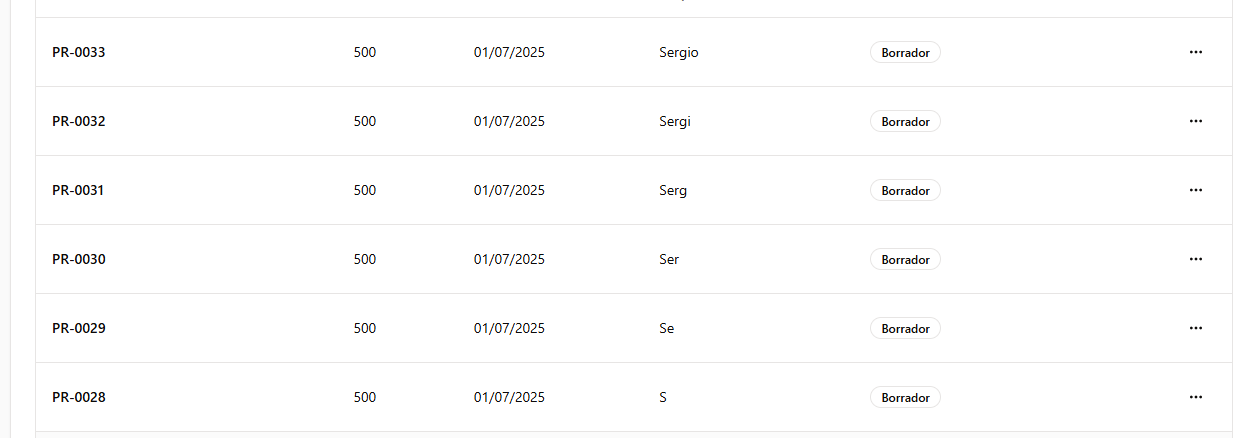 PR-0033 500 01/07/2025 Sergio Borrador ...
PR-0032 500 01/07/2025 Sergi Borrador ...
PR-0031 500 01/07/2025 Serg Borrador ...
PR-0030 500 01/07/2025 Ser Borrador ...
PR-0029 500 01/07/2025 Se Borrador ...
PR-0028 500 01/07/2025 S Borrador ...